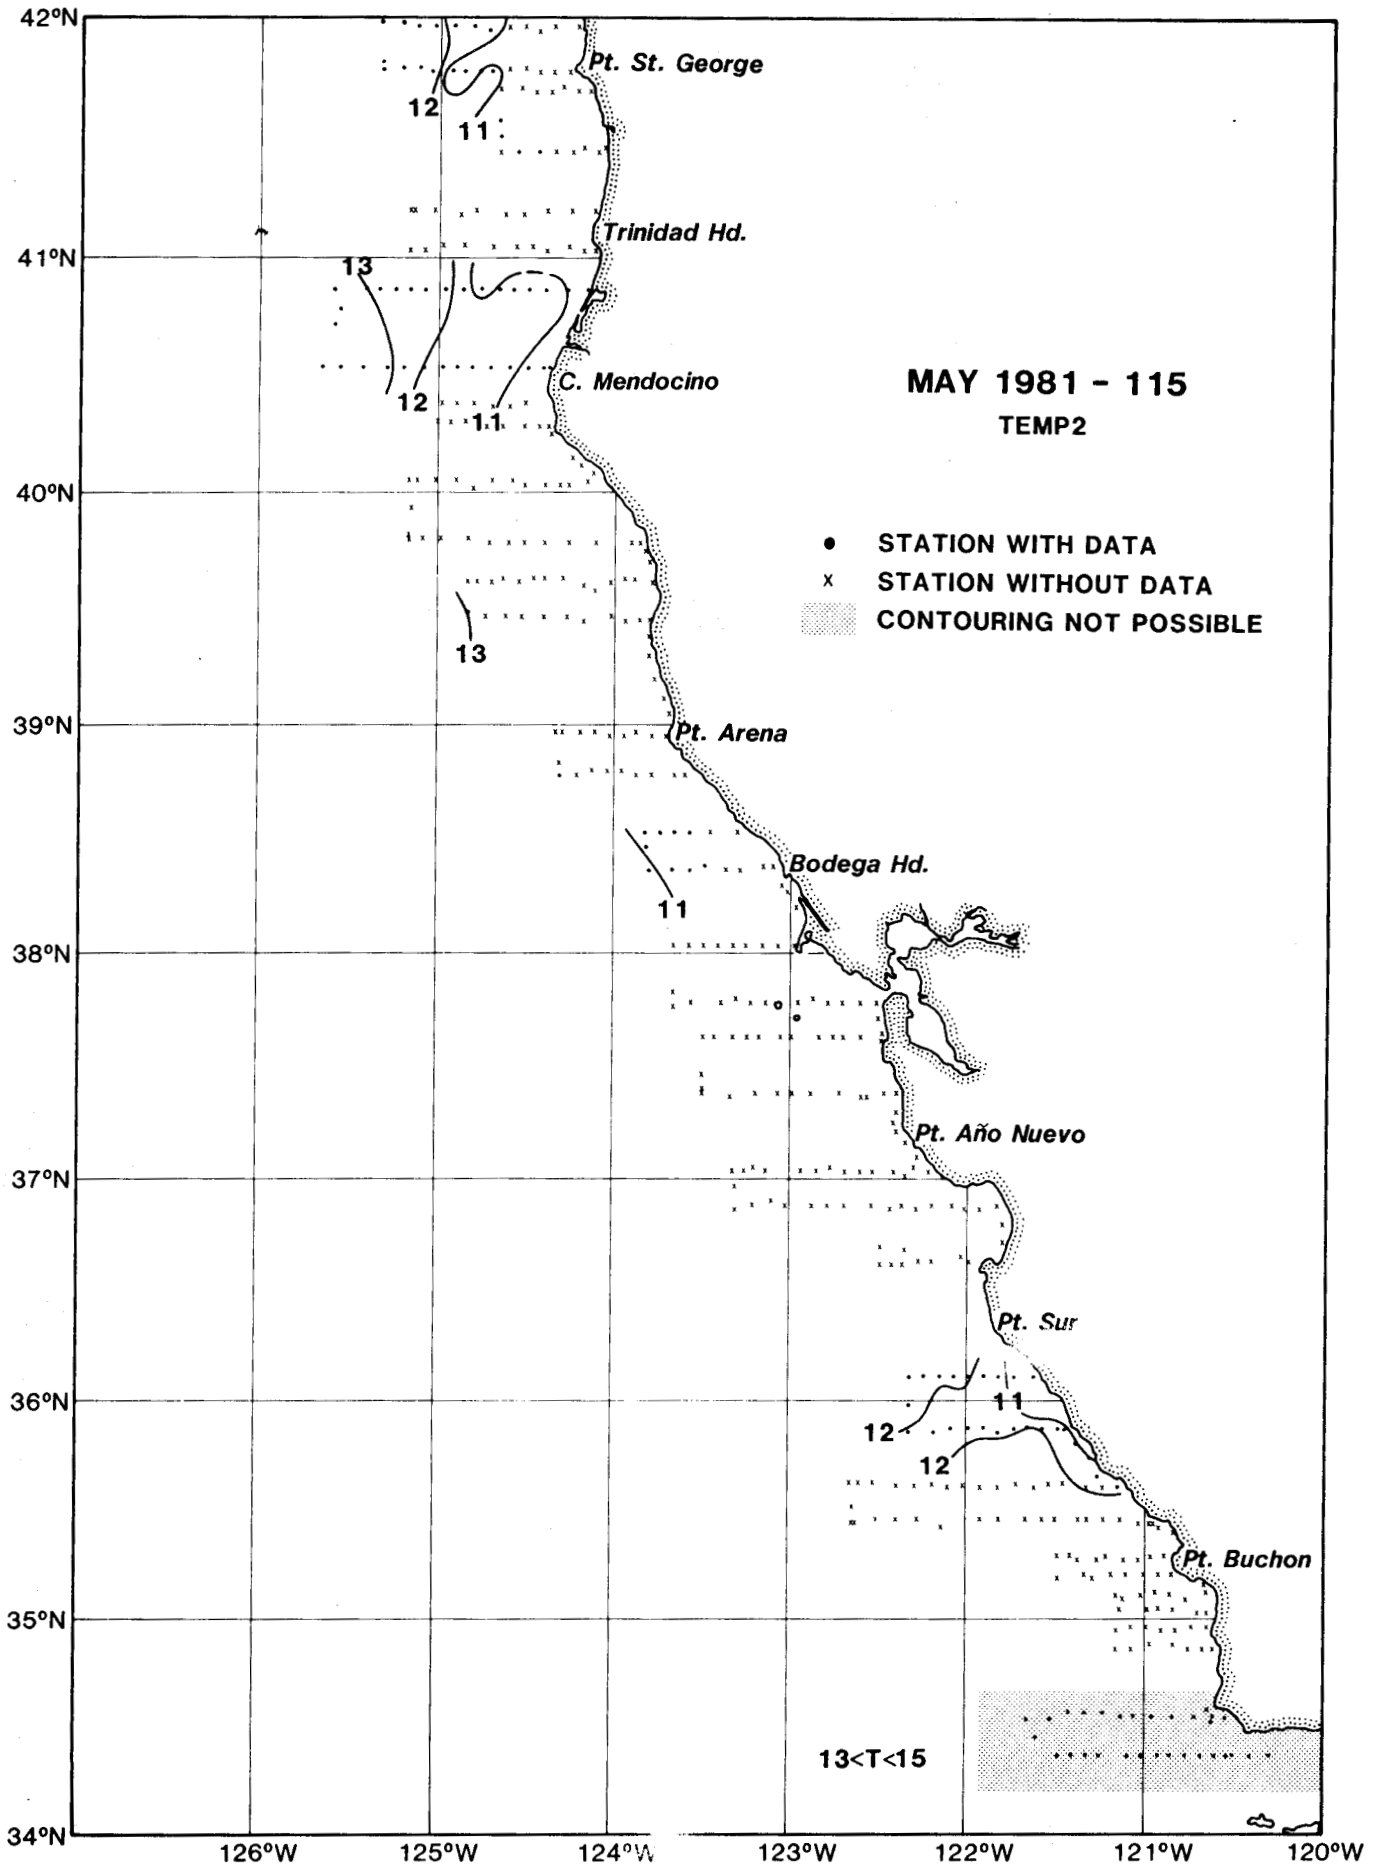 42°N
Pt. St. George
12
11
Trinidad Hd.
41°N
13
C. Mendocino
MAY 1981 - 115
12
11
TEMP2
40°N
● STATION WITH DATA
x STATION WITHOUT DATA
CONTOURING NOT POSSIBLE
13
39°N
Pt. Arena
Bodega Hd.
11
38°N
Pt. Año Nuevo
37°N
Pt. Sur
36°N
11
12
12
Pt. Buchon
35°N
13<T<15
34°N
126°W 125°W 124°W 123°W 122°W 121°W 120°W